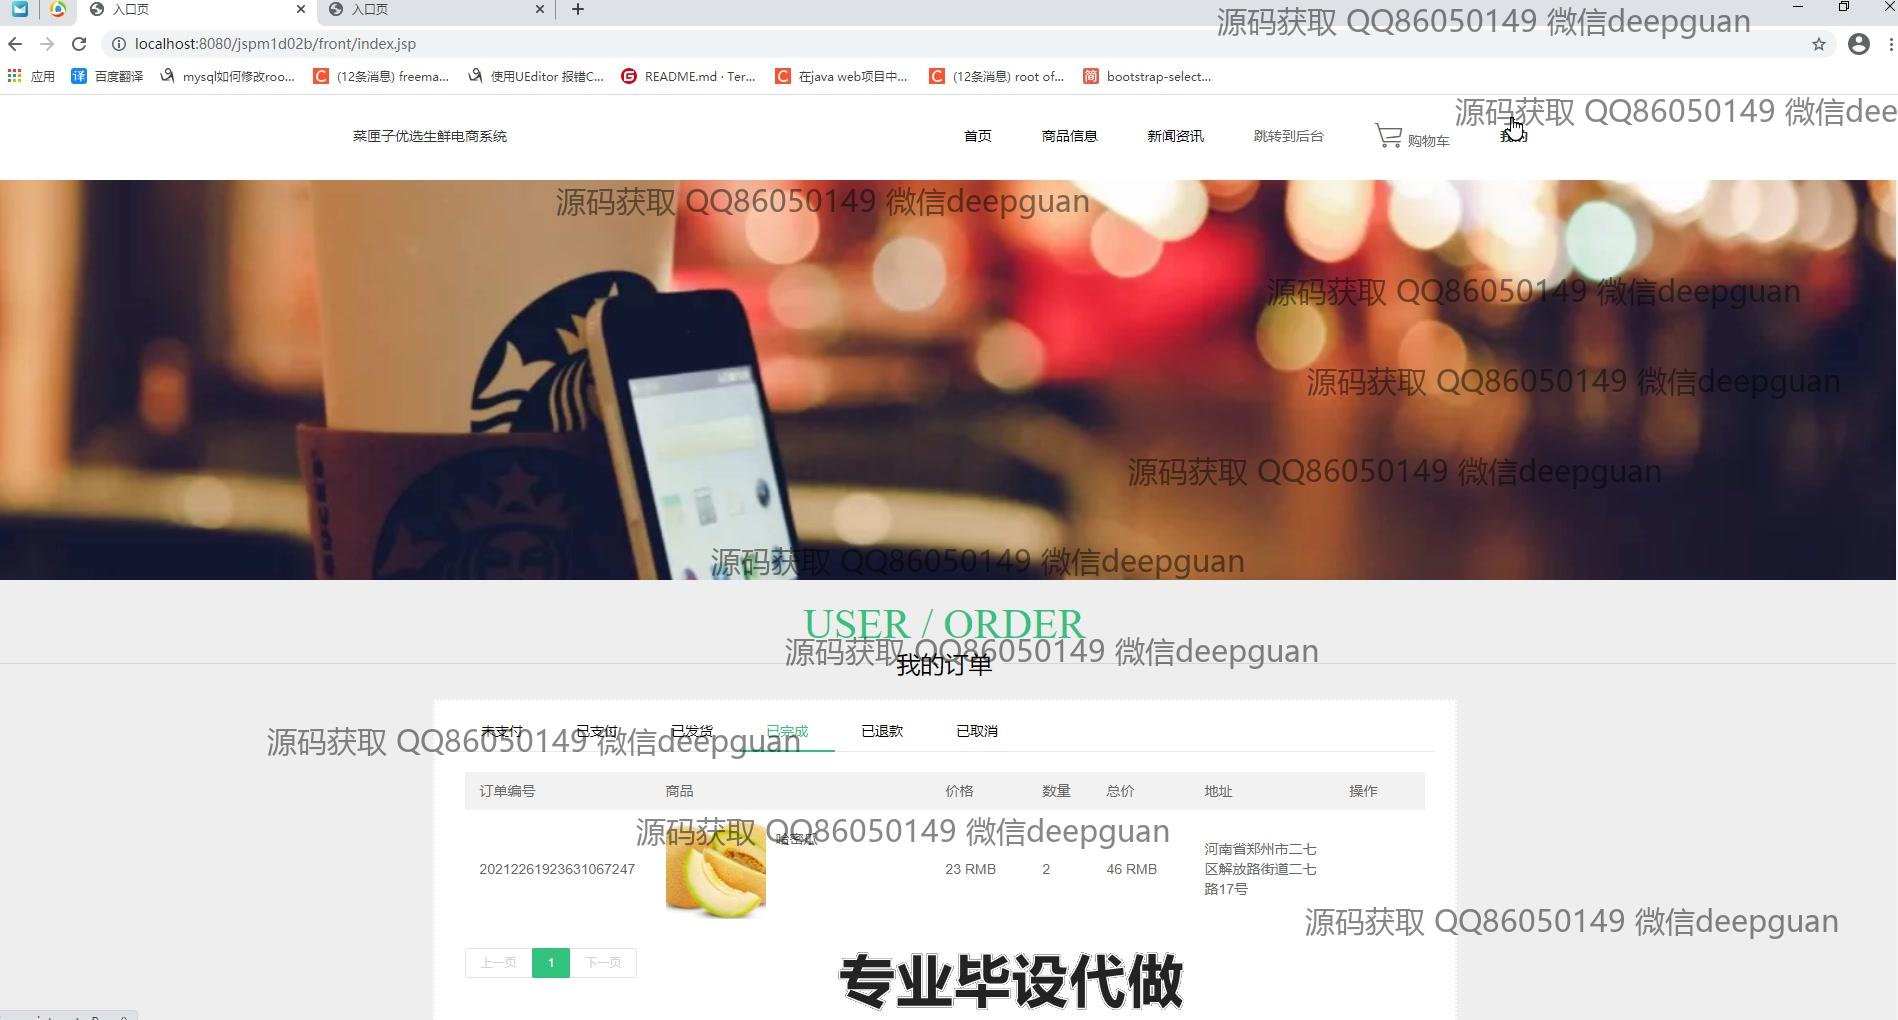 入口页
入口页
源码获取 QQ86050149 微信deepguan
localhost:8080/jspm1d02b/front/index.jsp
应用
百度翻译
mysql如何修改roo...
(12条消息) freema...
使用UEditor 报错C...
README.md · Ter...
在java web项目中...
(12条消息) root of...
bootstrap-select...
源码获取 QQ86050149 微信dee
菜匣子优选生鲜电商系统
首页
商品信息
新闻资讯
跳转到后台
购物车
我的
源码获取 QQ86050149 微信deepguan
源码获取 QQ86050149 微信deepguan
源码获取 QQ86050149 微信deepguan
源码获取 QQ86050149 微信deepguan
源码获取 QQ86050149 微信deepguan
USER / ORDER
源码获取 QQ86050149 微信deepguan
我的订单
未支付
已支付
已发货
已完成
已退款
已取消
源码获取 QQ86050149 微信deepguan
订单编号
商品
价格
数量
总价
地址
操作
源码获取 QQ86050149 微信deepguan
哈密瓜
20212261923631067247
23 RMB
2
46 RMB
河南省郑州市二七
区解放路街道二七
路17号
源码获取 QQ86050149 微信deepguan
上一页
1
下一页
专业毕设代做